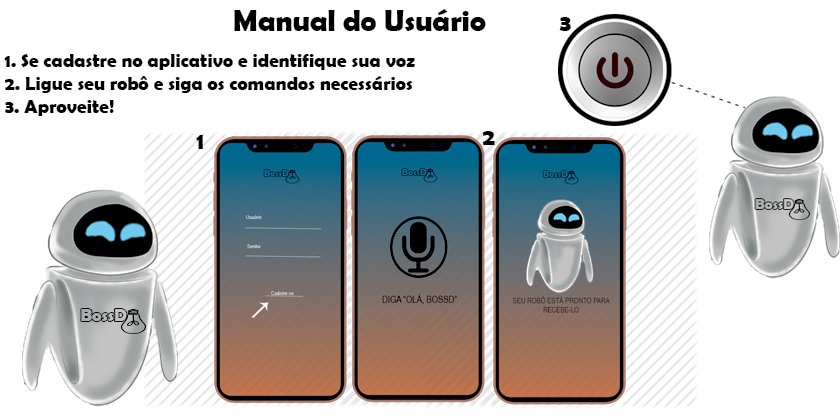 Manual do Usuário
3
1. Se cadastre no aplicativo e identifique sua voz
2. Ligue seu robô e siga os comandos necessários
3. Aproveite!
1
2
BossD
BossD
BossD
BossD
Usuário
Senha
Cadastre-se
DIGA "OLÁ, BOSSD"
SEU ROBÔ ESTÁ PRONTO PARA
RECEBE-LO
BossD